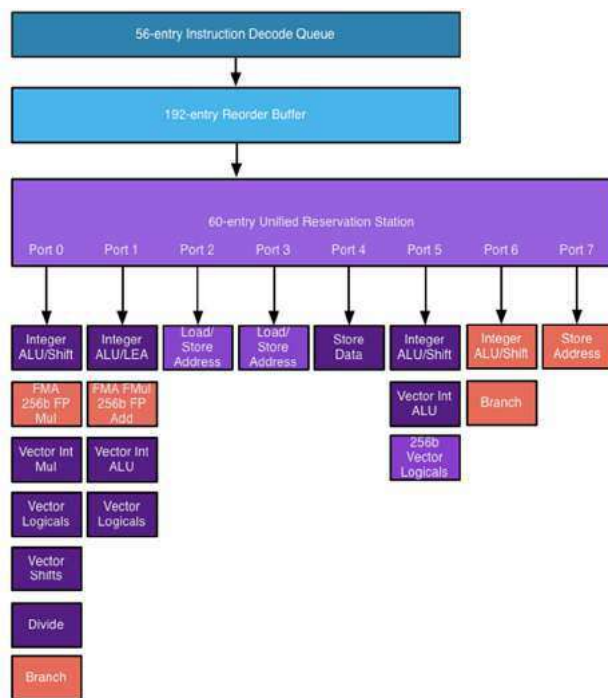 56-entry Instruction Decode Queue
192-entry Reorder Buffer
60-entry Unified Reservation Station
Port 0 Port 1 Port 2 Port 3 Port 4 Port 5 Port 6 Port 7
Integer
ALU/Shift
Integer
ALU/LEA
Load/
Store
Address
Load/
Store
Address
Store
Data
Integer
ALU/Shift
Integer
ALU/Shift
Store
Address
FMA
256b FP
Mul
FMA FMul
256b FP
Add
Vector Int
ALU
Branch
Vector Int
Mul
Vector Int
ALU
256b
Vector
Logicals
Vector
Logicals
Vector
Logicals
Vector
Shifts
Divide
Branch